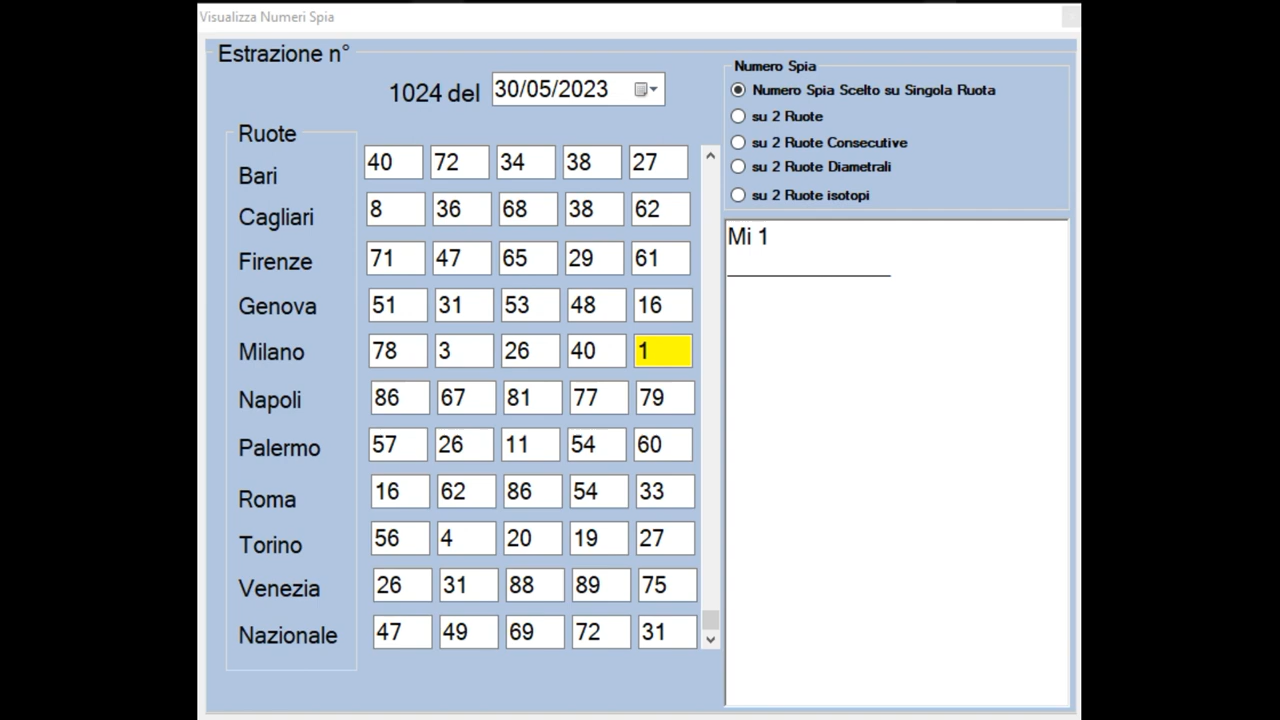 Visualizza Numeri Spia
Estrazione n°
1024 del 30/05/2023
Numero Spia
Numero Spia Scelto su Singola Ruota
su 2 Ruote
su 2 Ruote Consecutive
su 2 Ruote Diametrali
su 2 Ruote isotopi
Ruote
Bari 40 72 34 38 27
Cagliari 8 36 68 38 62
Firenze 71 47 65 29 61
Genova 51 31 53 48 16
Milano 78 3 26 40 1
Napoli 86 67 81 77 79
Palermo 57 26 11 54 60
Roma 16 62 86 54 33
Torino 56 4 20 19 27
Venezia 26 31 88 89 75
Nazionale 47 49 69 72 31
Mi 1